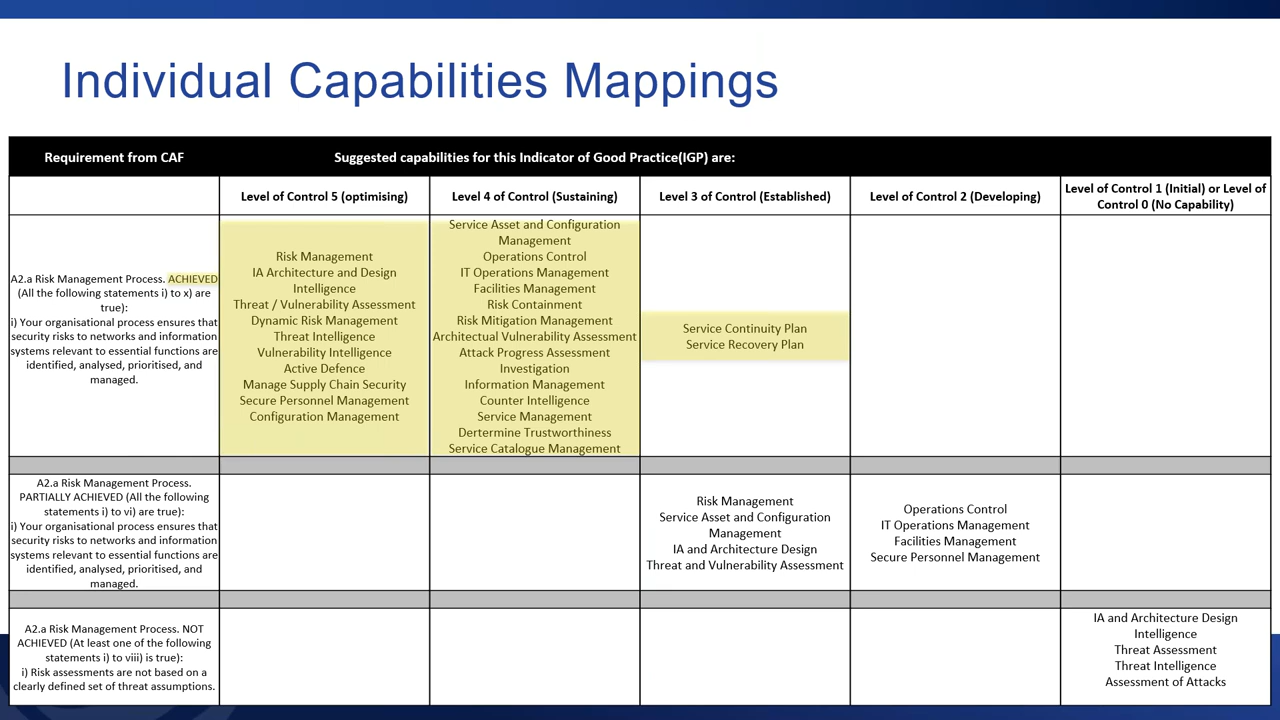 Individual Capabilities Mappings
Requirement from CAF
Suggested capabilities for this Indicator of Good Practice(IGP) are:
Level of Control 5 (optimising)
Level 4 of Control (Sustaining)
Level 3 of Control (Established)
Level of Control 2 (Developing)
Level of Control 1 (Initial) or Level of
Control 0 (No Capability)
A2.a Risk Management Process. ACHIEVED
(All the following statements i) to x) are
true):
i) Your organisational process ensures that
security risks to networks and information
systems relevant to essential functions are
identified, analysed, prioritised, and
managed.
Risk Management
IA Architecture and Design
Intelligence
Threat / Vulnerability Assessment
Dynamic Risk Management
Threat Intelligence
Vulnerability Intelligence
Active Defence
Manage Supply Chain Security
Secure Personnel Management
Configuration Management
Service Asset and Configuration
Management
Operations Control
IT Operations Management
Facilities Management
Risk Containment
Risk Mitigation Management
Architectual Vulnerability Assessment
Attack Progress Assessment
Investigation
Information Management
Counter Intelligence
Service Management
Dertermine Trustworthiness
Service Catalogue Management
Service Continuity Plan
Service Recovery Plan
A2.a Risk Management Process.
PARTIALLY ACHIEVED (All the following
statements i) to vi) are true):
i) Your organisational process ensures that
security risks to networks and information
systems relevant to essential functions are
identified, analysed, prioritised, and
managed.
Risk Management
Service Asset and Configuration
Management
IA and Architecture Design
Threat and Vulnerability Assessment
Operations Control
IT Operations Management
Facilities Management
Secure Personnel Management
A2.a Risk Management Process. NOT
ACHIEVED (At least one of the following
statements i) to viii) is true):
i) Risk assessments are not based on a
clearly defined set of threat assumptions.
IA and Architecture Design
Intelligence
Threat Assessment
Threat Intelligence
Assessment of Attacks